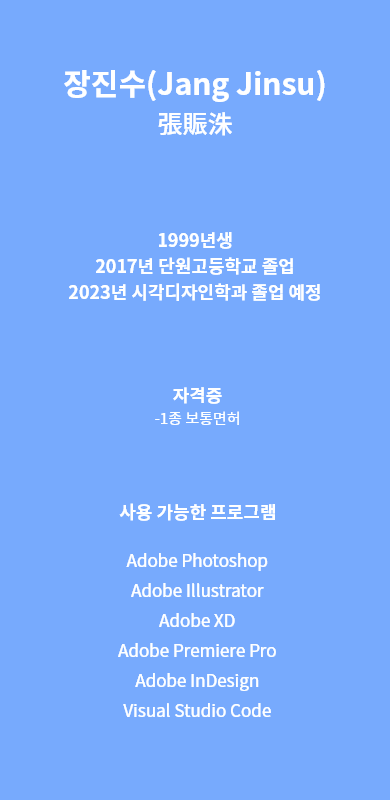 장진수(Jang Jinsu)
張賑洙
1999년생
2017년 단원고등학교 졸업
2023년 시각디자인학과 졸업 예정
자격증
-1종 보통면허
사용 가능한 프로그램
Adobe Photoshop
Adobe Illustrator
Adobe XD
Adobe Premiere Pro
Adobe InDesign
Visual Studio Code